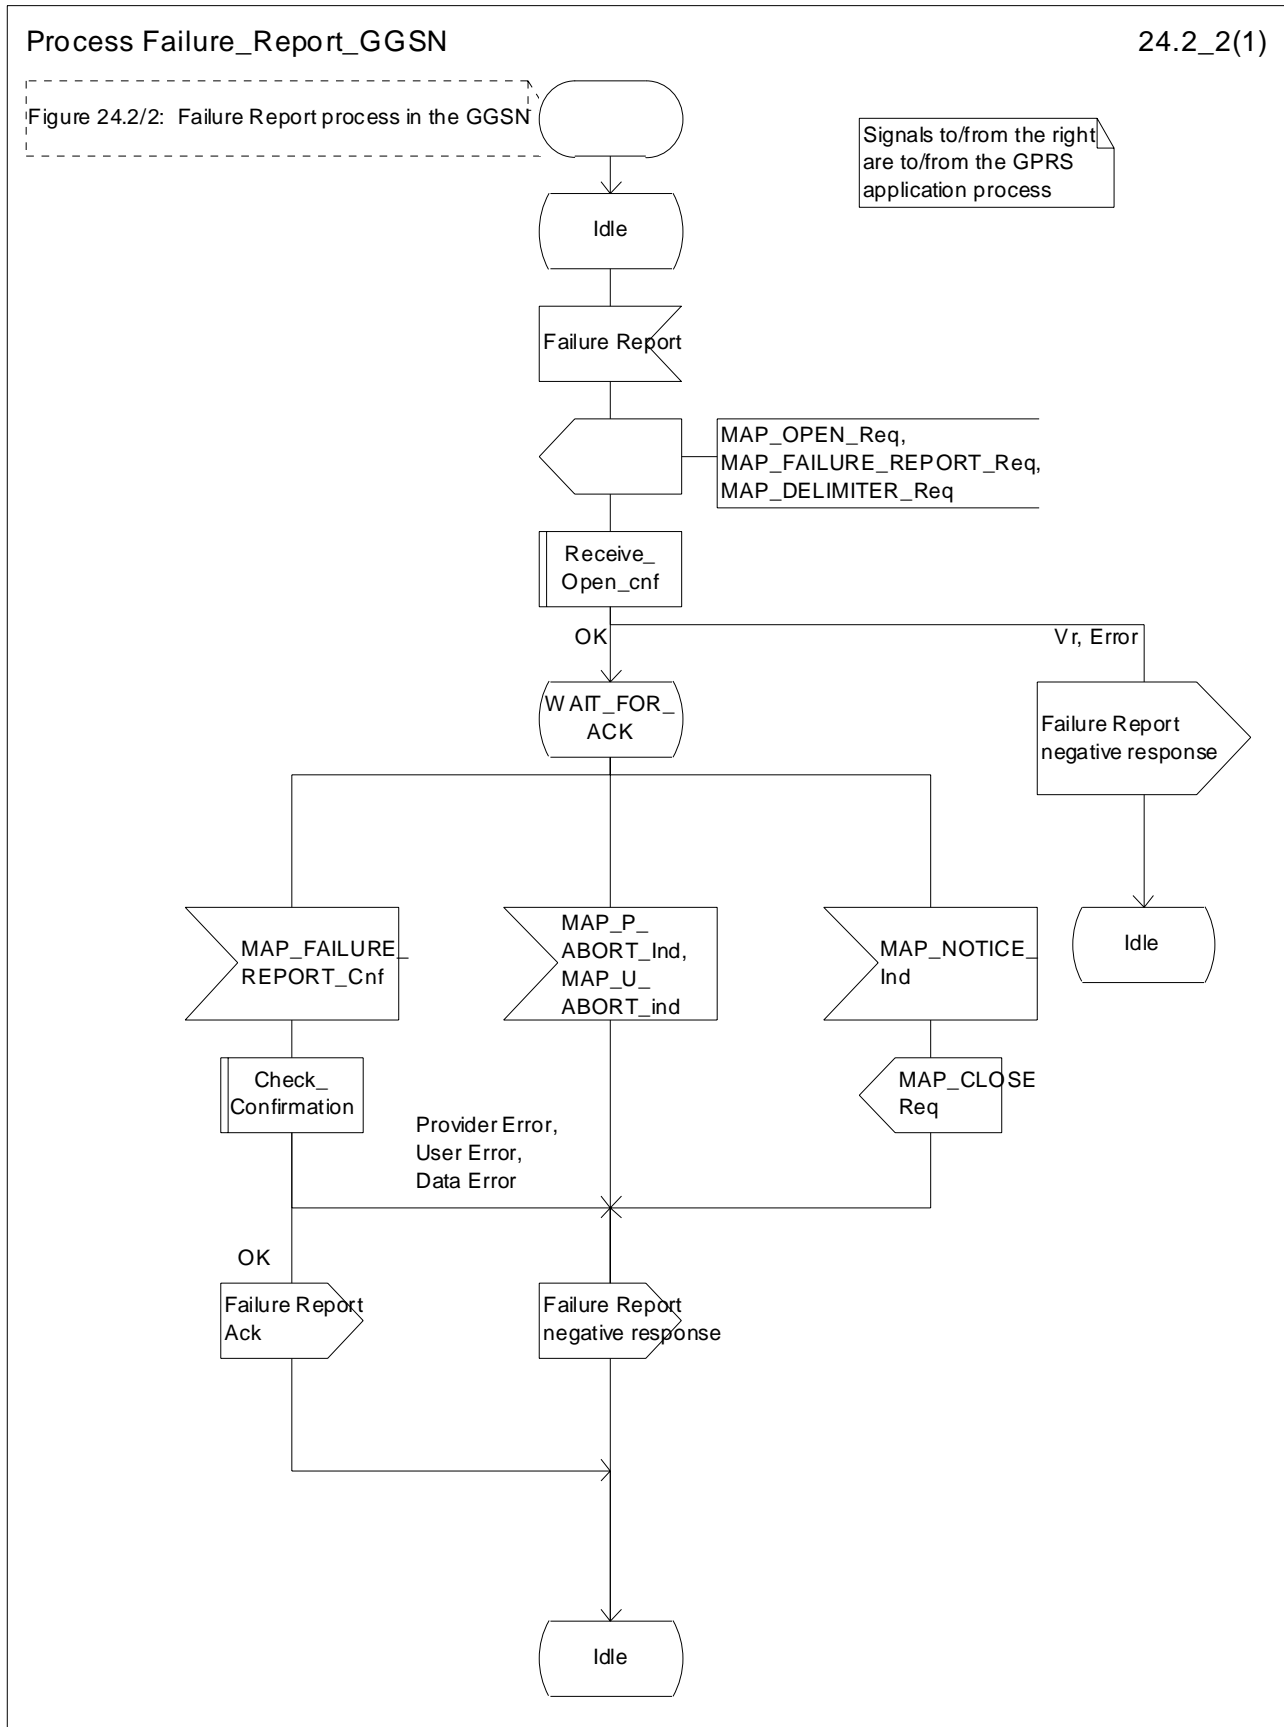 Process Failure_Report_GGSN
24.2_2(1)
Figure 24.2/2: Failure Report process in the GGSN
Signals to/from the right
are to/from the GPRS
application process
Idle
Failure Report
MAP_OPEN_Req,
MAP_FAILURE_REPORT_Req,
MAP_DELIMITER_Req
Receive_
Open_cnf
OK
Vr, Error
WAIT_FOR_
ACK
Failure Report
negative response
MAP_FAILURE_
REPORT_Cnf
MAP_P_
ABORT_Ind,
MAP_U_
ABORT_ind
MAP_NOTICE_
Ind
Idle
Check_
Confirmation
MAP_CLOSE
Req
Provider Error,
User Error,
Data Error
OK
Failure Report
Ack
Failure Report
negative response
Idle